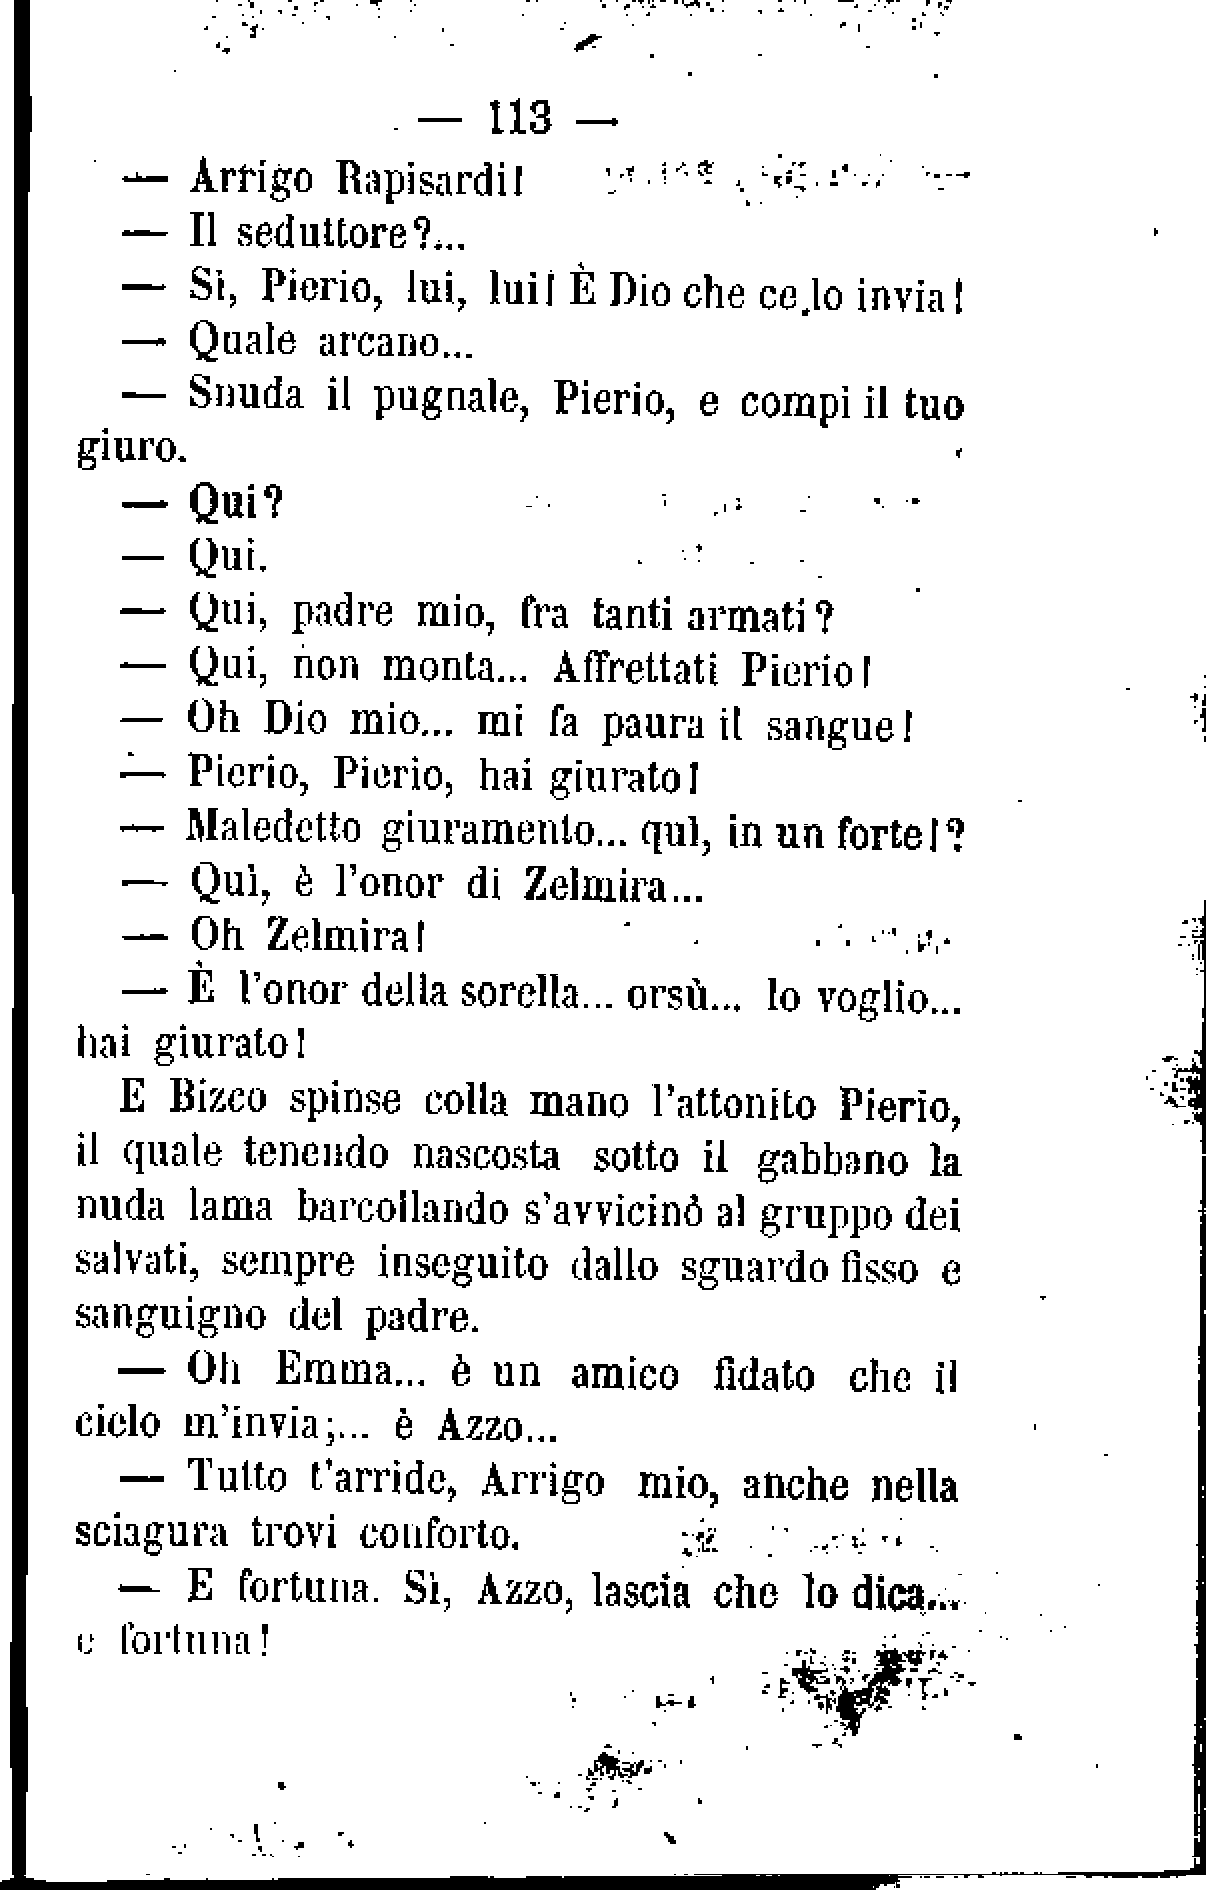 — 113 —
— Arrigo Rapisardi!
— Il seduttore?...
— Sì, Pierio, lui, lui! È Dio che ce lo invia!
— Quale arcano...
— Snuda il pugnale, Pierio, e compi il tuo
giuro.
— Qui?
— Qui.
— Qui, padre mio, fra tanti armati?
— Qui, non monta... Affrettati Pierio!
— Oh Dio mio... mi fa paura il sangue!
— Pierio, Pierio, hai giurato!
— Maledetto giuramento... quì, in un forte!?
— Quì, è l'onor di Zelmira...
— Oh Zelmira!
— È l'onor della sorella... orsù... lo voglio...
hai giurato!
E Bizco spinse colla mano l'attonito Pierio,
il quale tenendo nascosta sotto il gabbano la
nuda lama barcollando s'avvicinò al gruppo dei
salvati, sempre inseguito dallo sguardo fisso e
sanguigno del padre.
— Oh Emma... è un amico fidato che il
cielo m'invia;... è Azzo...
— Tutto t'arride, Arrigo mio, anche nella
sciagura trovi conforto.
— E fortuna. Sì, Azzo, lascia che lo dica...
e fortuna!